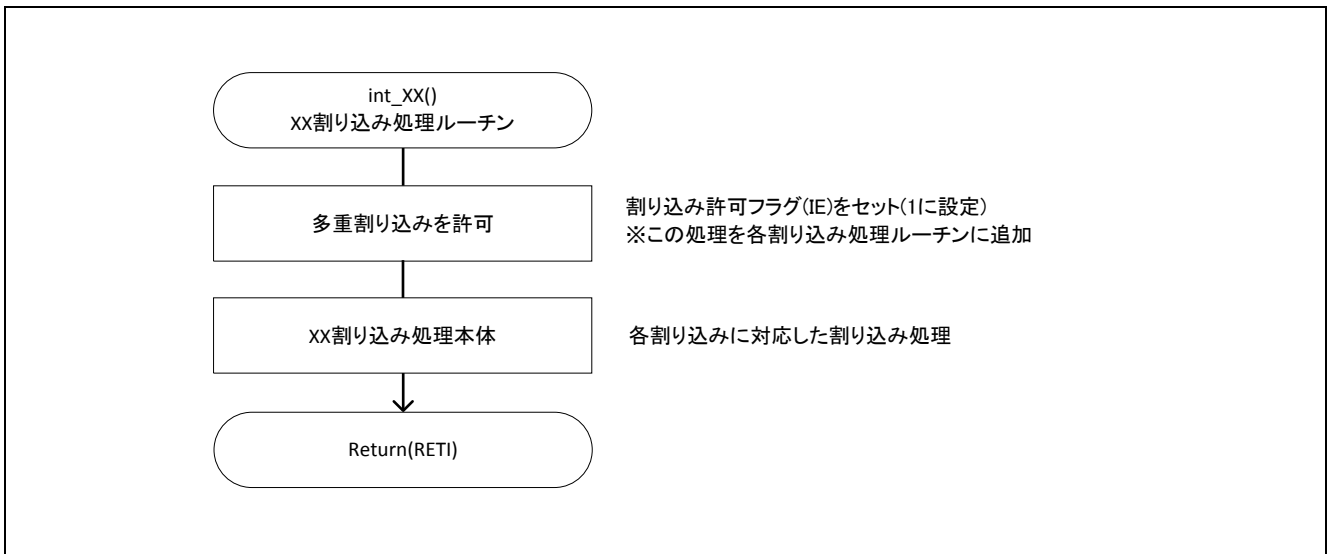 int_XX()
XX割り込み処理ルーチン
多重割り込みを許可
割り込み許可フラグ(IE)をセット(1に設定)
※この処理を各割り込み処理ルーチンに追加
XX割り込み処理本体
各割り込みに対応した割り込み処理
Return(RETI)